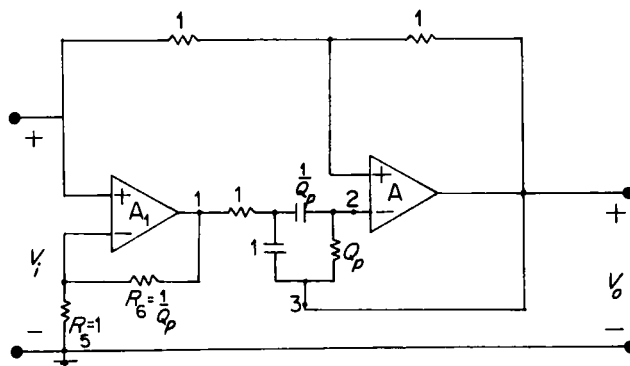 1
1
+
+
A₁
−
1
1
1/Qₚ
2
+
A
−
+
Vᵢ
1
Qₚ
3
R₆=1/Qₚ
R₅=1
Vₒ
−
−